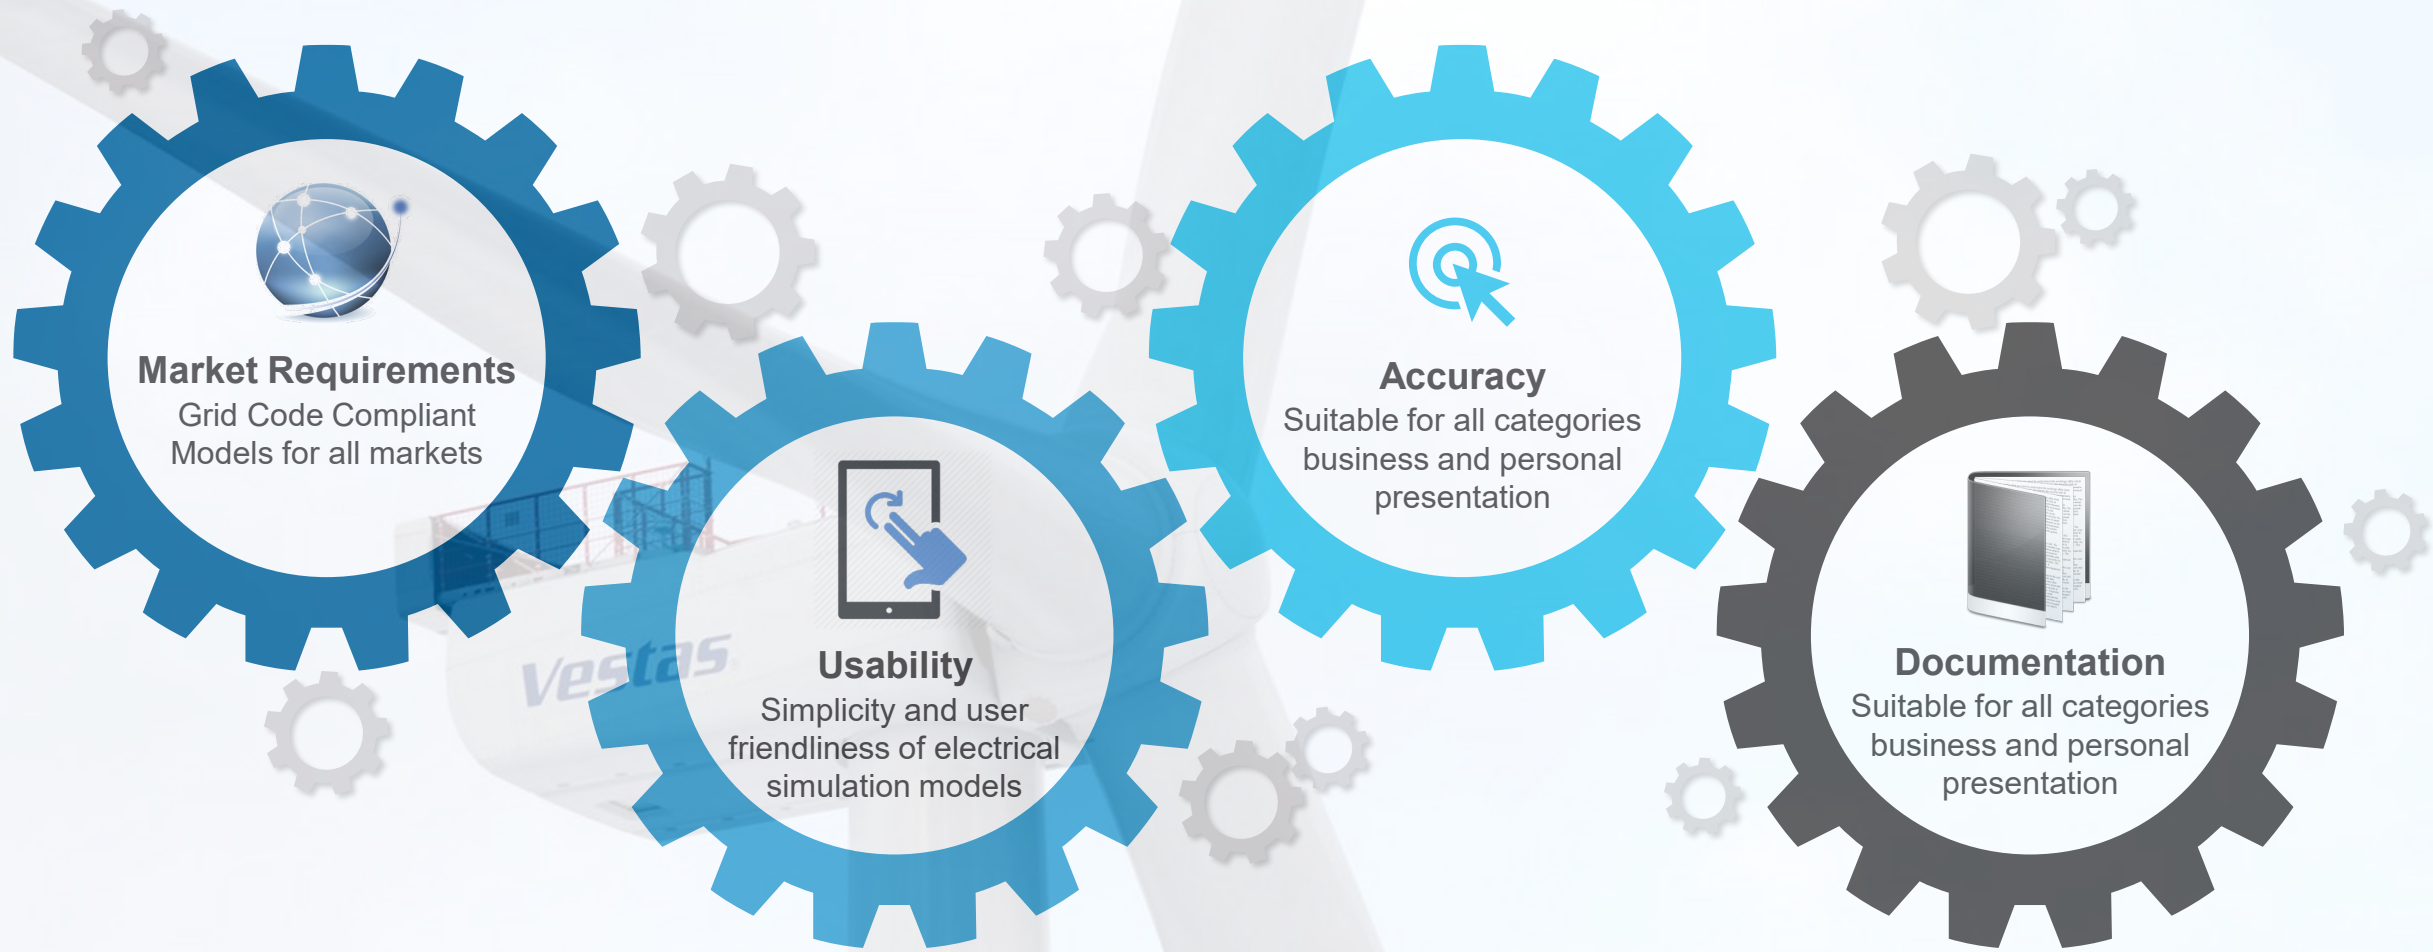 Market Requirements
Grid Code Compliant
Models for all markets
Vestas
Usability
Simplicity and user
friendliness of electrical
simulation models
Accuracy
Suitable for all categories
business and personal
presentation
Documentation
Suitable for all categories
business and personal
presentation